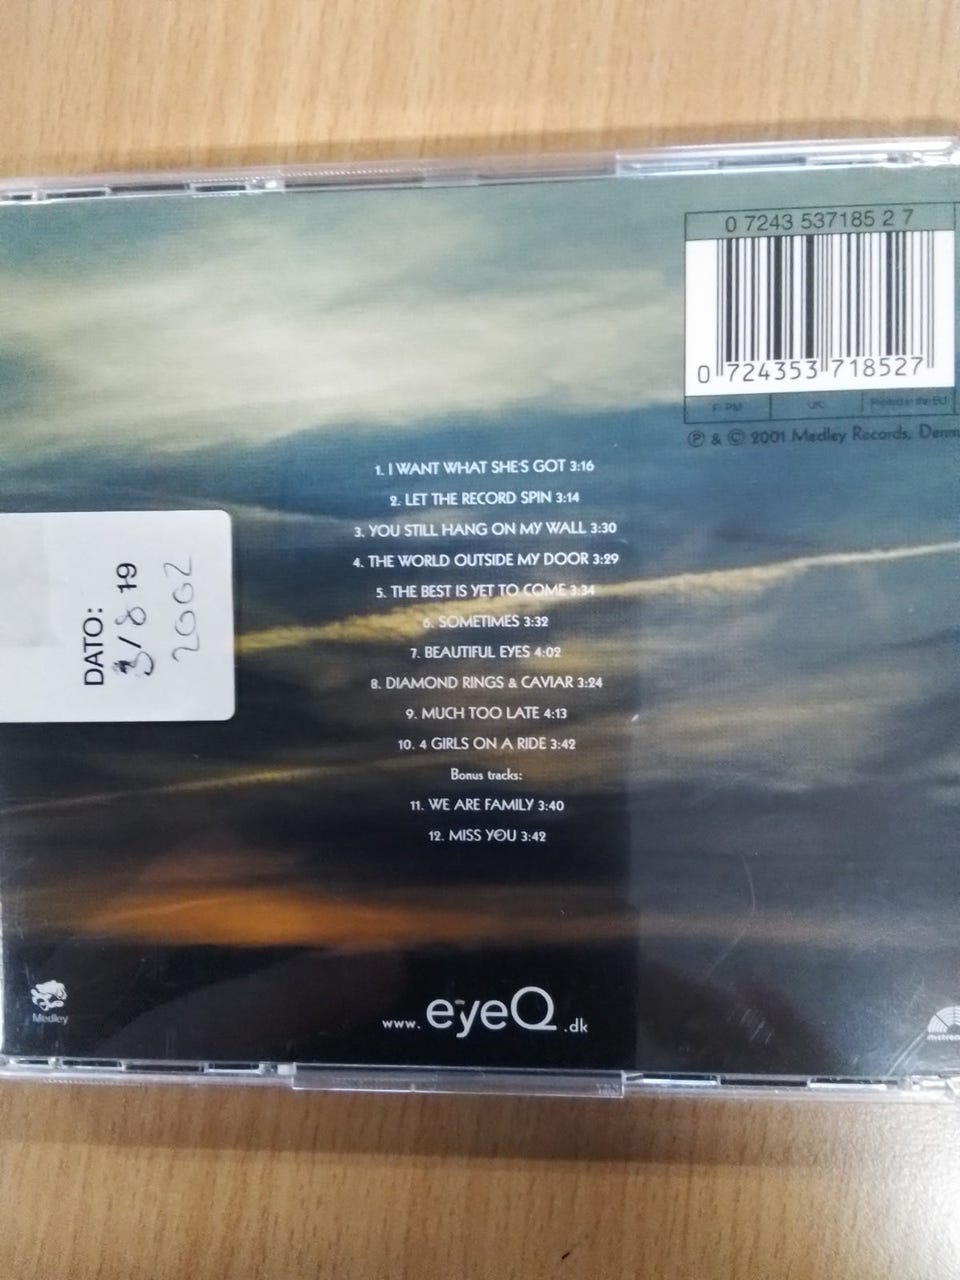 0 7243 537185 2 7
0 724353 718527
UK:
Printed in the EU
℗ & © 2001 Medley Records, Denm
1. I WANT WHAT SHE'S GOT 3:16
2. LET THE RECORD SPIN 3:14
3. YOU STILL HANG ON MY WALL 3:30
4. THE WORLD OUTSIDE MY DOOR 3:29
5. THE BEST IS YET TO COME 3:34
6. SOMETIMES 3:32
7. BEAUTIFUL EYES 4:02
8. DIAMOND RINGS & CAVIAR 3:24
9. MUCH TOO LATE 4:13
10. 4 GIRLS ON A RIDE 3:42
Bonus tracks:
11. WE ARE FAMILY 3:40
12. MISS YOU 3:42
DATO:
3/8 19
2002
Medley
www.eyeQ.dk